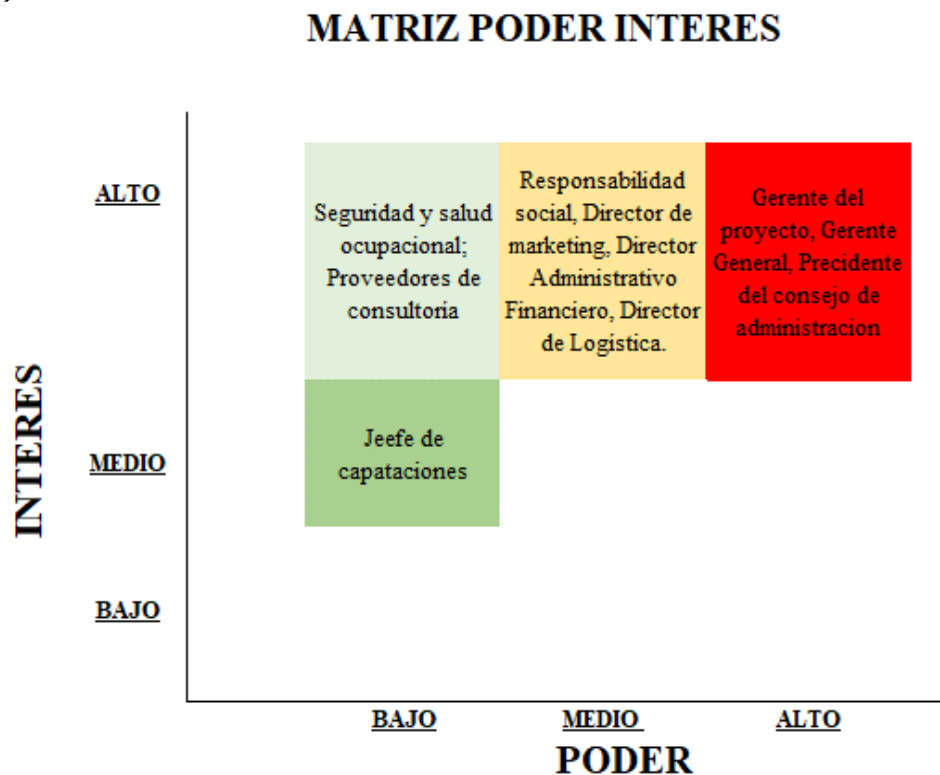 MATRIZ PODER INTERES
ALTO
Seguridad y salud
ocupacional;
Proveedores de
consultoria
Responsabilidad
social, Director de
marketing, Director
Administrativo
Financiero, Director
de Logística.
Gerente del
proyecto, Gerente
General, Precidente
del consejo de
administracion
INTERES
MEDIO
Jeefe de
capataciones
BAJO
BAJO
MEDIO
ALTO
PODER